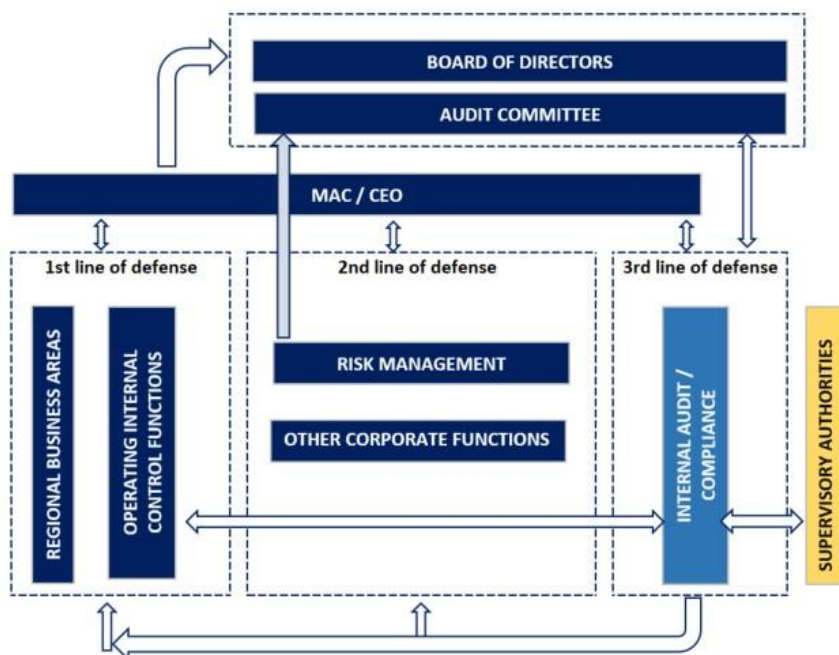 BOARD OF DIRECTORS
AUDIT COMMITTEE
MAC / CEO
1st line of defense
2nd line of defense
3rd line of defense
REGIONAL BUSINESS AREAS
OPERATING INTERNAL
CONTROL FUNCTIONS
RISK MANAGEMENT
OTHER CORPORATE FUNCTIONS
INTERNAL AUDIT /
COMPLIANCE
SUPERVISORY AUTHORITIES